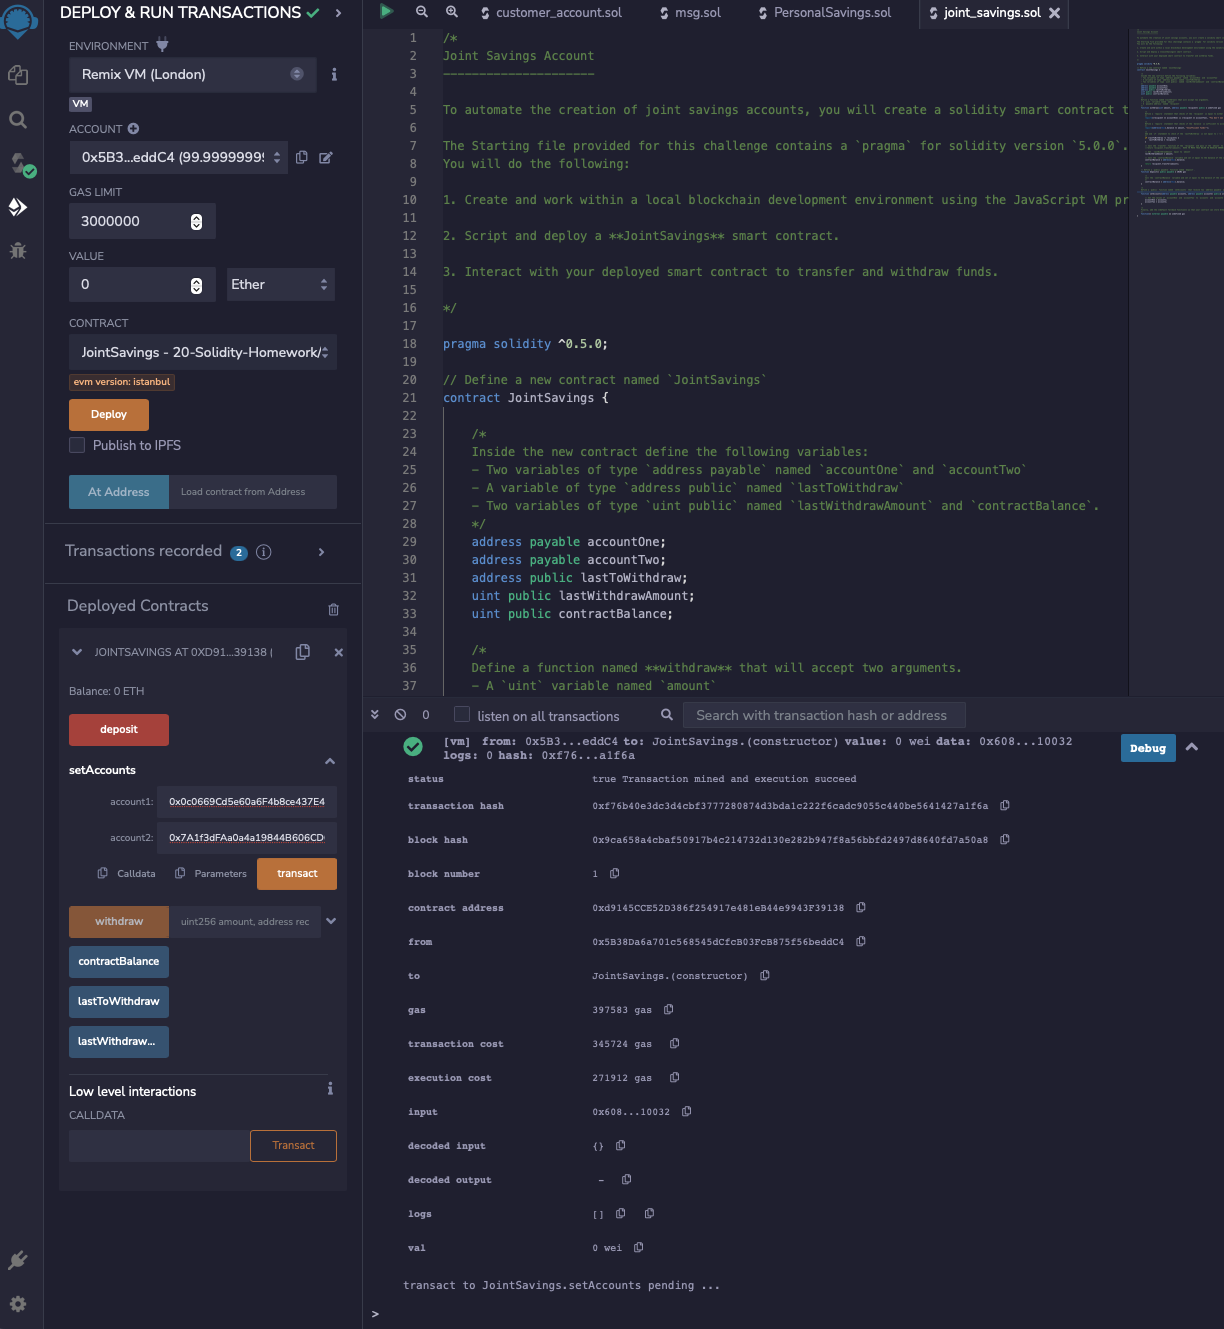 DEPLOY & RUN TRANSACTIONS
ENVIRONMENT
Remix VM (London)
VM
ACCOUNT
0x5B3...eddC4 (99.99999999
GAS LIMIT
3000000
VALUE
0
Ether
CONTRACT
JointSavings - 20-Solidity-Homework/
evm version: istanbul
Deploy
Publish to IPFS
At Address
Load contract from Address
Transactions recorded 2
Deployed Contracts
JOINTSAVINGS AT 0XD91...39138 (
Balance: 0 ETH
deposit
setAccounts
account1: 0x0c0669Cd5e60a6F4b8ce437E4
account2: 0x7A1f3dFAa0a4a19844B606CD
Calldata
Parameters
transact
withdraw
uint256 amount, address rec
contractBalance
lastToWithdraw
lastWithdraw...
Low level interactions
CALLDATA
Transact
customer_account.sol
msg.sol
PersonalSavings.sol
joint_savings.sol
1 /*
2 Joint Savings Account
3 ---------------------
4
5 To automate the creation of joint savings accounts, you will create a solidity smart contract t
6
7 The Starting file provided for this challenge contains a `pragma` for solidity version `5.0.0`.
8 You will do the following:
9
10 1. Create and work within a local blockchain development environment using the JavaScript VM pr
11
12 2. Script and deploy a **JointSavings** smart contract.
13
14 3. Interact with your deployed smart contract to transfer and withdraw funds.
15
16 */
17
18 pragma solidity ^0.5.0;
19
20 // Define a new contract named `JointSavings`
21 contract JointSavings {
22
23 /*
24 Inside the new contract define the following variables:
25 - Two variables of type `address payable` named `accountOne` and `accountTwo`
26 - A variable of type `address public` named `lastToWithdraw`
27 - Two variables of type `uint public` named `lastWithdrawAmount` and `contractBalance`.
28 */
29 address payable accountOne;
30 address payable accountTwo;
31 address public lastToWithdraw;
32 uint public lastWithdrawAmount;
33 uint public contractBalance;
34
35 /*
36 Define a function named **withdraw** that will accept two arguments.
37 - A `uint` variable named `amount`
0
listen on all transactions
Search with transaction hash or address
[vm] from: 0x5B3...eddC4 to: JointSavings.(constructor) value: 0 wei data: 0x608...10032
logs: 0 hash: 0xf76...a1f6a
Debug
status true Transaction mined and execution succeed
transaction hash 0xf76b40e3dc3d4cbf3777280874d3bda1c222f6cadc9055c440be5641427a1f6a
block hash 0x9ca658a4cbaf50917b4c214732d130e282b947f8a56bbfd2497d8640fd7a50a8
block number 1
contract address 0xd9145CCE52D386f254917e481eB44e9943F39138
from 0x5B38Da6a701c568545dCfcB03FcB875f56beddC4
to JointSavings.(constructor)
gas 397583 gas
transaction cost 345724 gas
execution cost 271912 gas
input 0x608...10032
decoded input {}
decoded output -
logs []
val 0 wei
transact to JointSavings.setAccounts pending ...
>